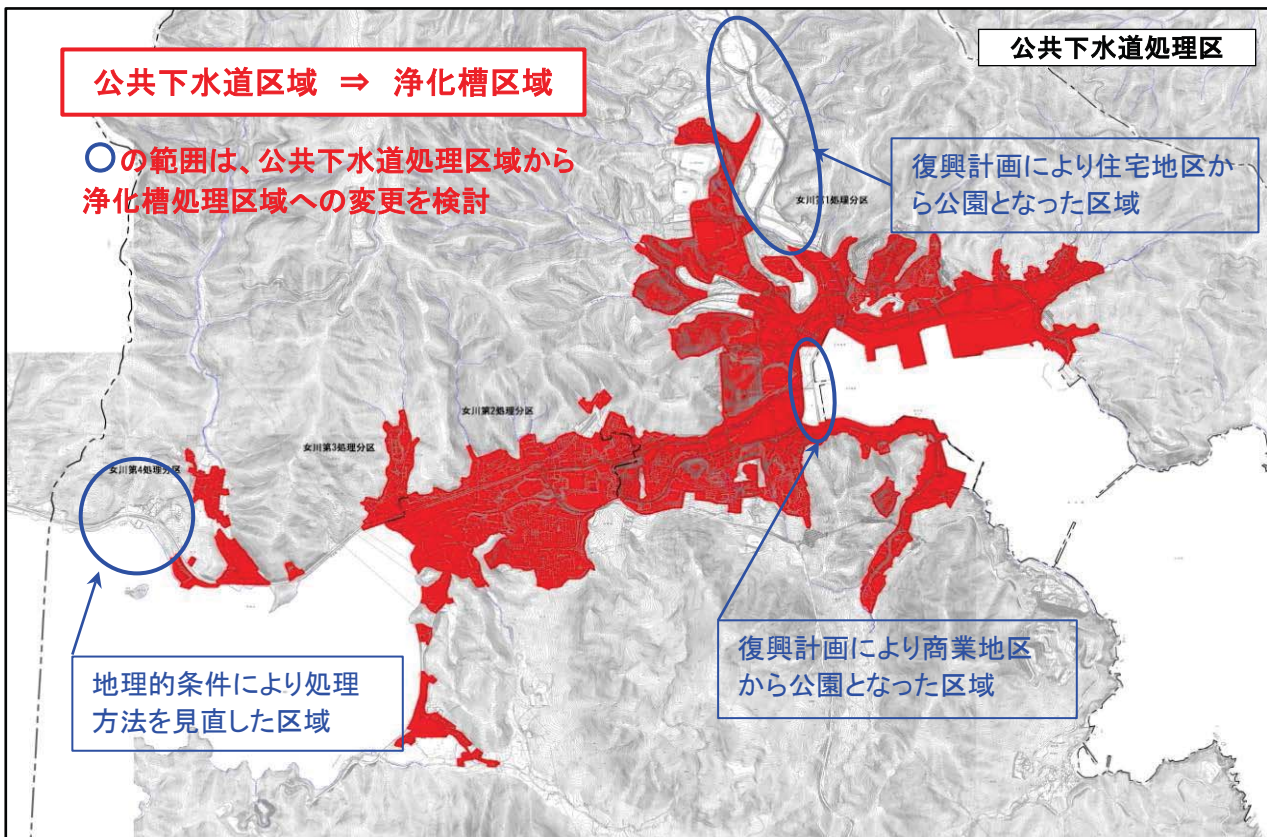 公共下水道処理区
公共下水道区域 ⇒ 浄化槽区域
○の範囲は、公共下水道処理区域から
浄化槽処理区域への変更を検討
復興計画により住宅地区か
ら公園となった区域
女川第1処理分区
女川第2処理分区
女川第3処理分区
女川第4処理分区
復興計画により商業地区
から公園となった区域
地理的条件により処理
方法を見直した区域